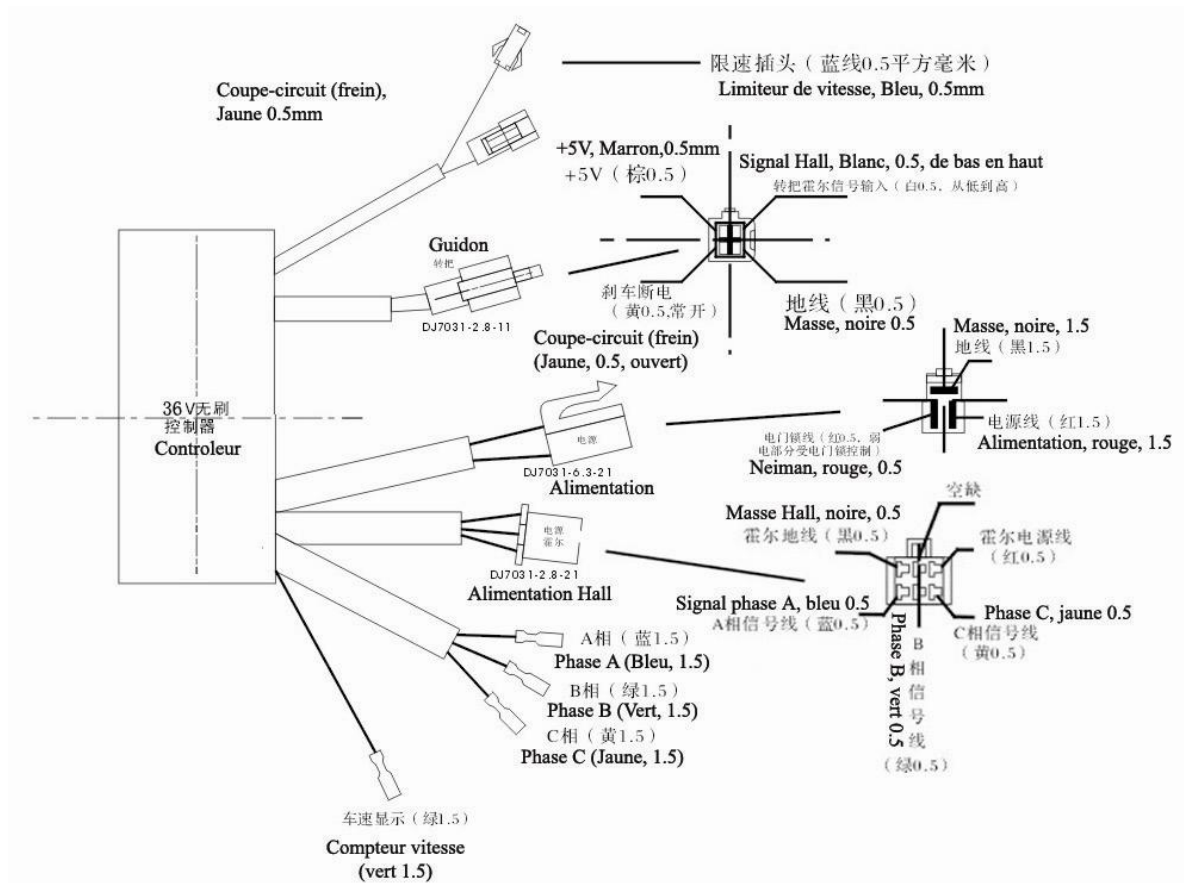 限速插头（蓝线0.5平方毫米）
Limiteur de vitesse, Bleu, 0.5mm
Coupe-circuit (frein),
Jaune 0.5mm
+5V, Marron,0.5mm
+5V（棕0.5）
Signal Hall, Blanc, 0.5, de bas en haut
转把霍尔信号输入（白0.5，从低到高）
Guidon
转把
DJ7031-2.8-11
刹车断电
（黄0.5,常开）
Coupe-circuit (frein)
(Jaune, 0.5, ouvert)
地线（黑0.5）
Masse, noire 0.5
Masse, noire, 1.5
地线（黑1.5）
36V无刷
控制器
Controleur
电源
DJ7031-6.3-21
Alimentation
电门锁线（红0.5，弱
电部分受电门锁控制）
Neiman, rouge, 0.5
电源线（红1.5）
Alimentation, rouge, 1.5
空缺
Masse Hall, noire, 0.5
霍尔地线（黑0.5）
霍尔电源线
（红0.5）
电源
霍尔
DJ7031-2.8-21
Alimentation Hall
Signal phase A, bleu 0.5
A相信号线（蓝0.5）
Phase B, vert 0.5
B相信号线
（绿0.5）
Phase C, jaune 0.5
C相信号线
（黄0.5）
A相（蓝1.5）
Phase A (Bleu, 1.5)
B相（绿1.5）
Phase B (Vert, 1.5)
C相（黄1.5）
Phase C (Jaune, 1.5)
车速显示（绿1.5）
Compteur vitesse
(vert 1.5)